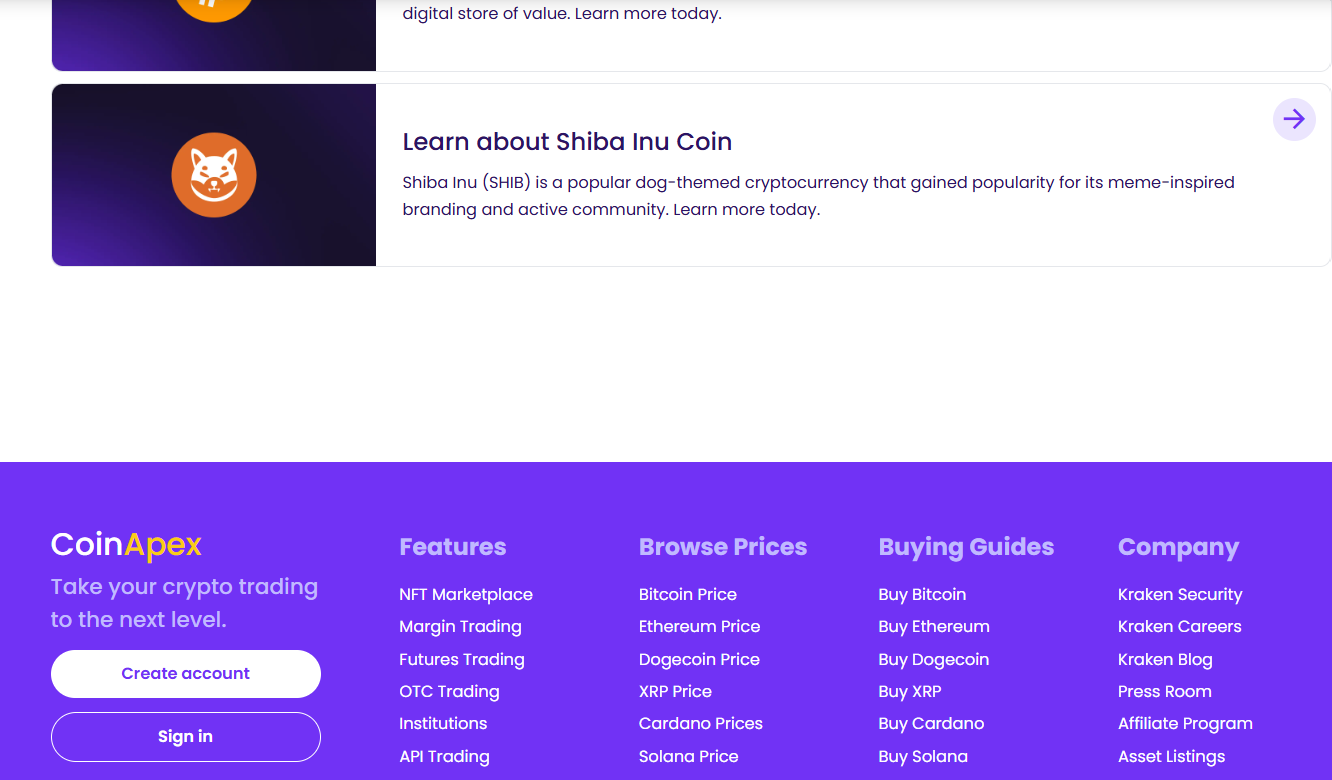 digital store of value. Learn more today.
Learn about Shiba Inu Coin
Shiba Inu (SHIB) is a popular dog-themed cryptocurrency that gained popularity for its meme-inspired
branding and active community. Learn more today.
CoinApex
Take your crypto trading
to the next level.
Create account
Sign in
Features
NFT Marketplace
Margin Trading
Futures Trading
OTC Trading
Institutions
API Trading
Browse Prices
Bitcoin Price
Ethereum Price
Dogecoin Price
XRP Price
Cardano Prices
Solana Price
Buying Guides
Buy Bitcoin
Buy Ethereum
Buy Dogecoin
Buy XRP
Buy Cardano
Buy Solana
Company
Kraken Security
Kraken Careers
Kraken Blog
Press Room
Affiliate Program
Asset Listings